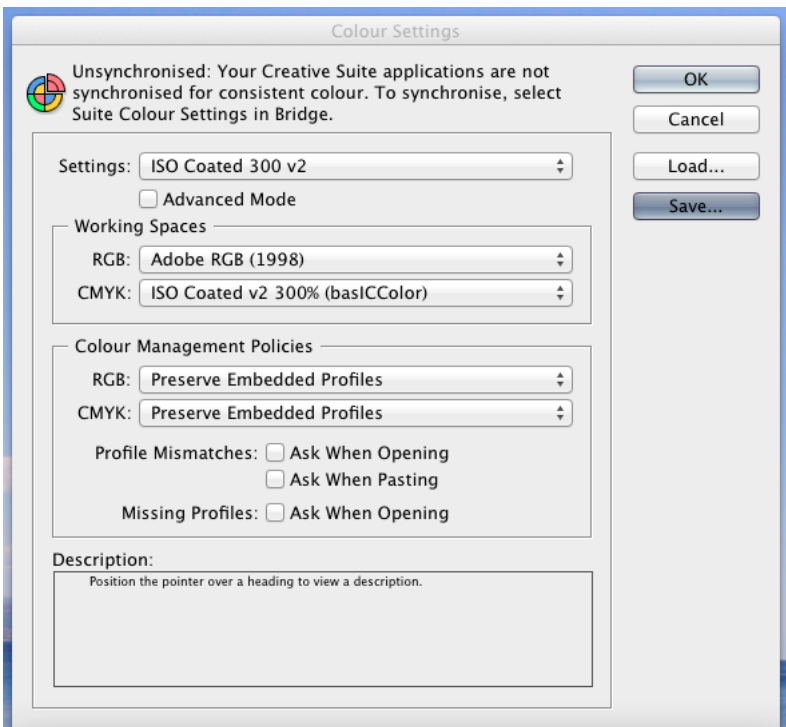 Colour Settings
Unsynchronised: Your Creative Suite applications are not
synchronised for consistent colour. To synchronise, select
Suite Colour Settings in Bridge.
OK
Cancel
Load...
Save...
Settings: ISO Coated 300 v2
Advanced Mode
Working Spaces
RGB: Adobe RGB (1998)
CMYK: ISO Coated v2 300% (basICColor)
Colour Management Policies
RGB: Preserve Embedded Profiles
CMYK: Preserve Embedded Profiles
Profile Mismatches: Ask When Opening
Ask When Pasting
Missing Profiles: Ask When Opening
Description:
Position the pointer over a heading to view a description.